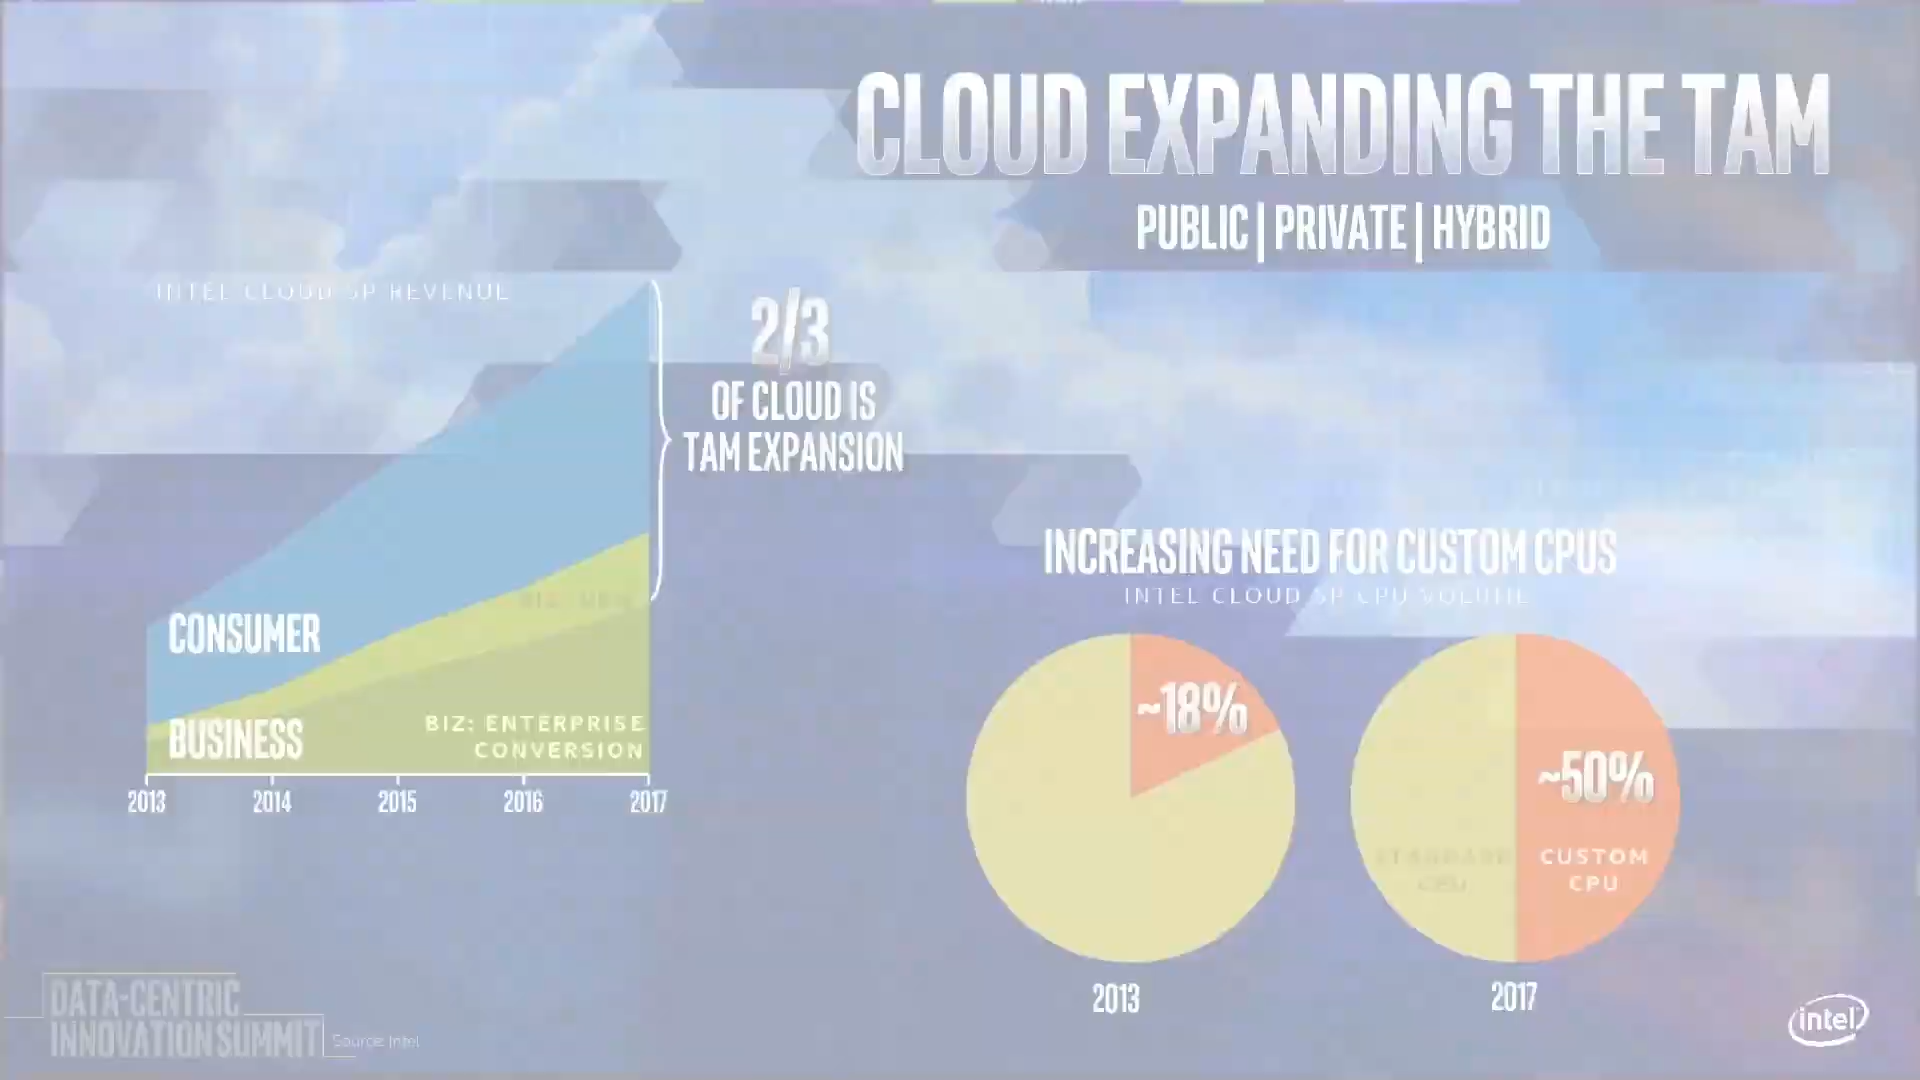 CLOUD EXPANDING THE TAM
PUBLIC | PRIVATE | HYBRID
INTEL CLOUD SP REVENUE
2/3
OF CLOUD IS
TAM EXPANSION
CONSUMER
BUSINESS
BIZ: ENTERPRISE
CONVERSION
2013 2014 2015 2016 2017
INCREASING NEED FOR CUSTOM CPUS
INTEL CLOUD SP CPU VOLUME
~18%
~50%
STANDARD
CPU
CUSTOM
CPU
2013
2017
DATA-CENTRIC
INNOVATION SUMMIT
Source: Intel
intel